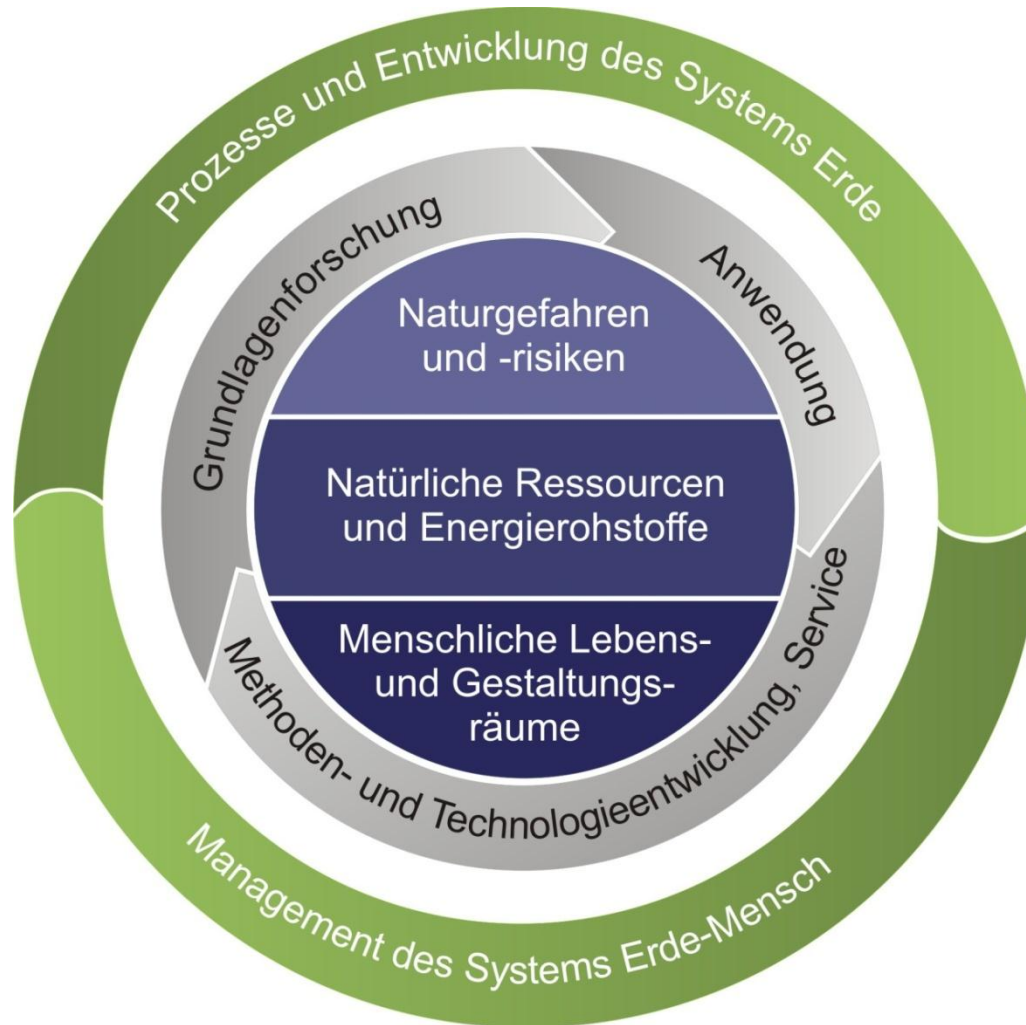 Prozesse und Entwicklung des Systems Erde
Grundlagenforschung
Anwendung
Naturgefahren
und -risiken
Natürliche Ressourcen
und Energierohstoffe
Menschliche Lebens-
und Gestaltungs-
räume
Methoden- und Technologieentwicklung, Service
Management des Systems Erde-Mensch